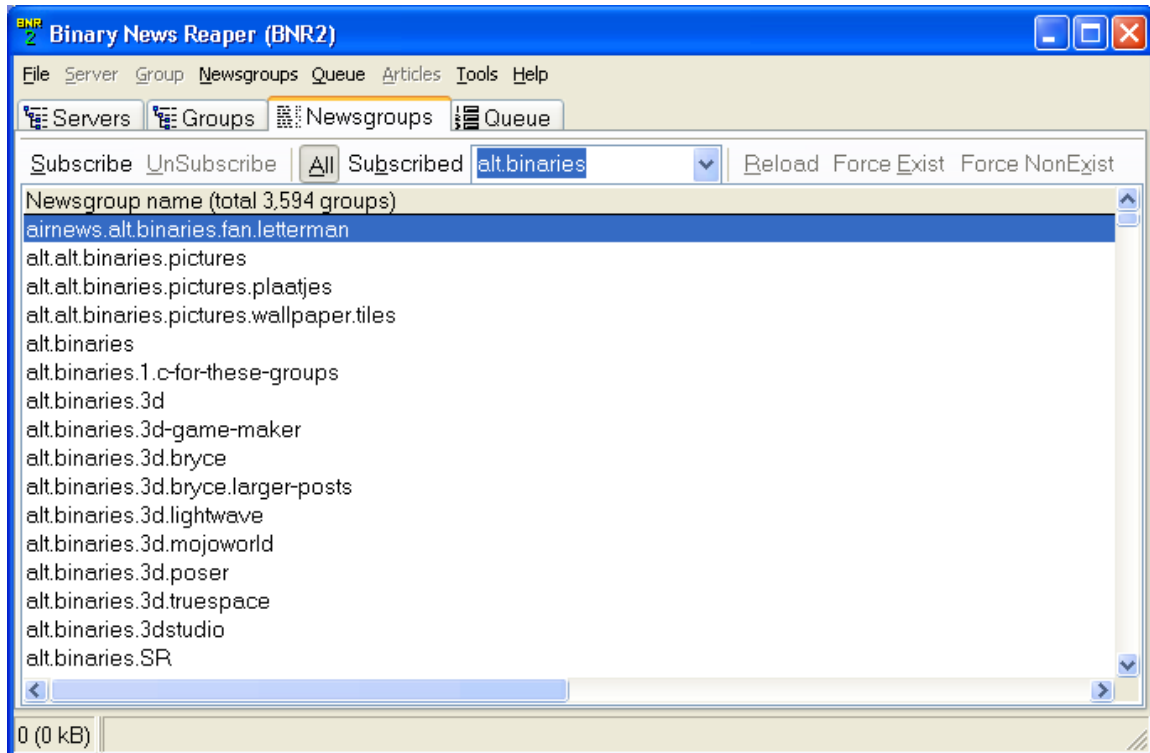 BNR 2 Binary News Reaper (BNR2)
File Server Group Newsgroups Queue Articles Tools Help
Servers Groups Newsgroups Queue
Subscribe UnSubscribe All Subscribed alt.binaries Reload Force Exist Force NonExist
Newsgroup name (total 3,594 groups)
airnews.alt.binaries.fan.letterman
alt.alt.binaries.pictures
alt.alt.binaries.pictures.plaatjes
alt.alt.binaries.pictures.wallpaper.tiles
alt.binaries
alt.binaries.1.c-for-these-groups
alt.binaries.3d
alt.binaries.3d-game-maker
alt.binaries.3d.bryce
alt.binaries.3d.bryce.larger-posts
alt.binaries.3d.lightwave
alt.binaries.3d.mojoworld
alt.binaries.3d.poser
alt.binaries.3d.truespace
alt.binaries.3dstudio
alt.binaries.SR
0 (0 kB)